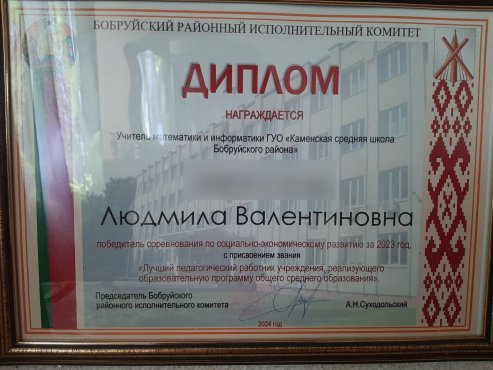 БОБРУЙСКИЙ РАЙОННЫЙ ИСПОЛНИТЕЛЬНЫЙ КОМИТЕТ
ДИПЛОМ
НАГРАЖДАЕТСЯ
Учитель математики и информатики ГУО «Каменская средняя школа
Бобруйского района»
Людмила Валентиновна
победитель соревнования по социально-экономическому развитию за 2023 год,
с присвоением звания
«Лучший педагогический работник учреждения, реализующего
образовательную программу общего среднего образования».
Председатель Бобруйского
районного исполнительного комитета
А.Н.Суходольский
2024 год